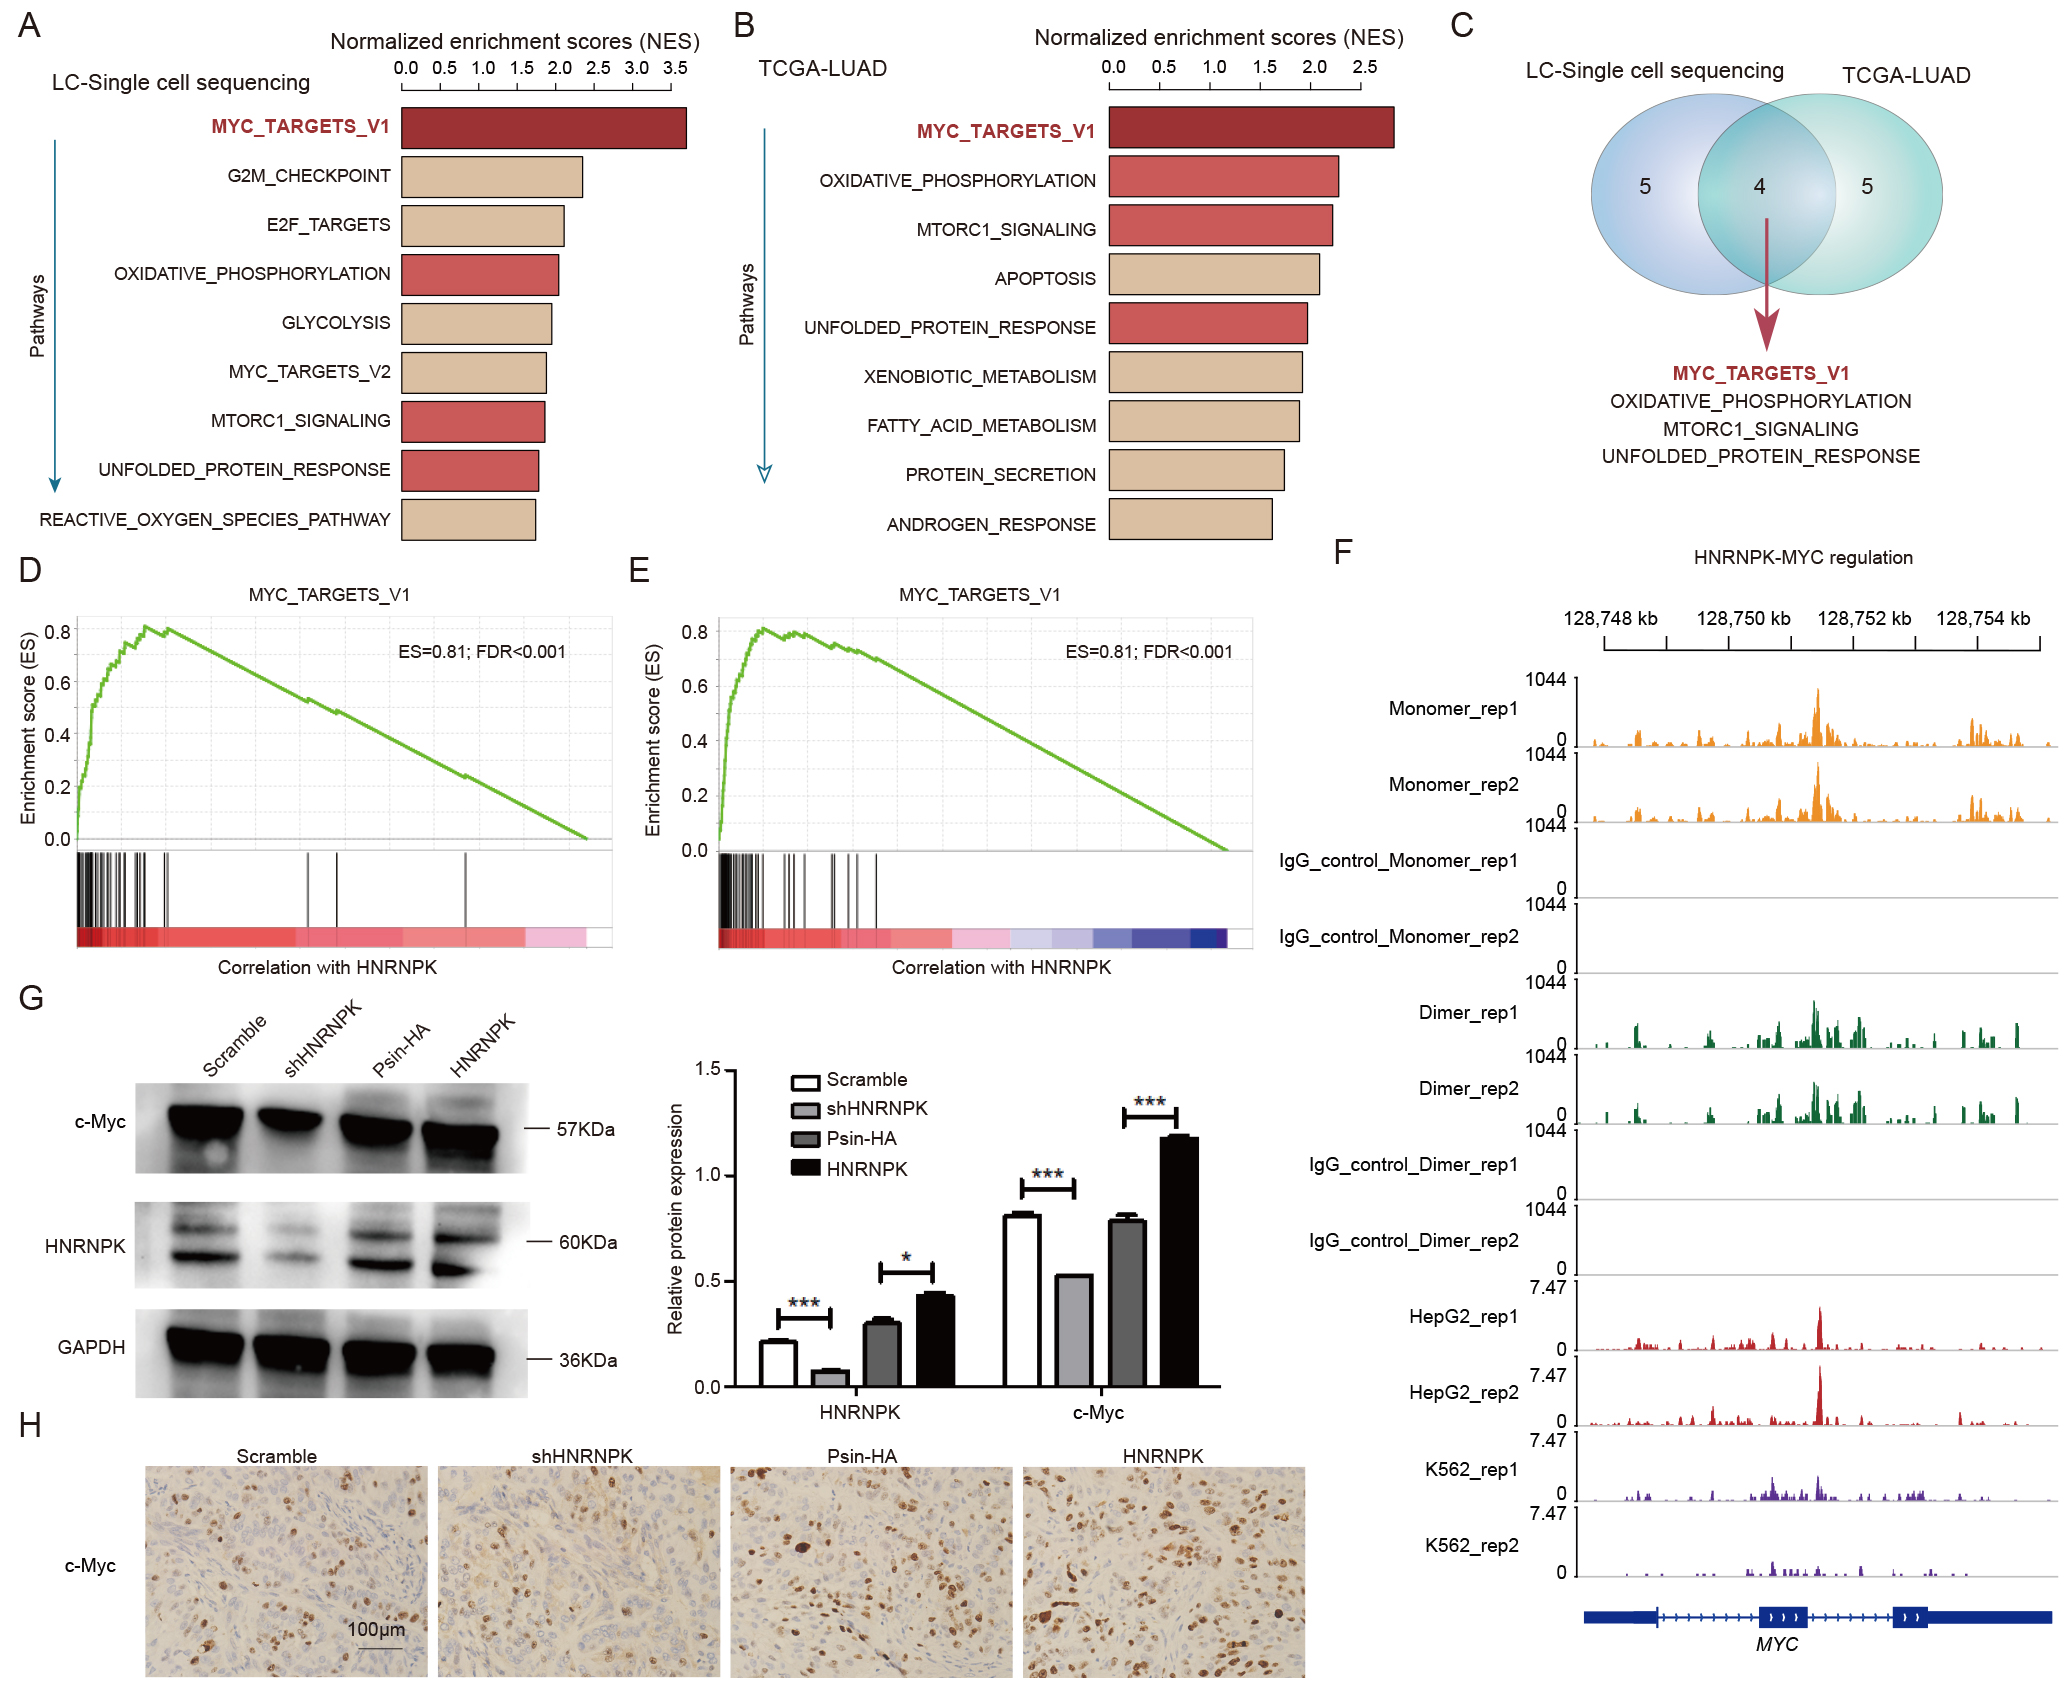 A
Normalized enrichment scores (NES)
LC-Single cell sequencing
0.0 0.5 1.0 1.5 2.0 2.5 3.0 3.5
Pathways
MYC_TARGETS_V1
G2M_CHECKPOINT
E2F_TARGETS
OXIDATIVE_PHOSPHORYLATION
GLYCOLYSIS
MYC_TARGETS_V2
MTORC1_SIGNALING
UNFOLDED_PROTEIN_RESPONSE
REACTIVE_OXYGEN_SPECIES_PATHWAY
B
Normalized enrichment scores (NES)
TCGA-LUAD
0.0 0.5 1.0 1.5 2.0 2.5
Pathways
MYC_TARGETS_V1
OXIDATIVE_PHOSPHORYLATION
MTORC1_SIGNALING
APOPTOSIS
UNFOLDED_PROTEIN_RESPONSE
XENOBIOTIC_METABOLISM
FATTY_ACID_METABOLISM
PROTEIN_SECRETION
ANDROGEN_RESPONSE
C
LC-Single cell sequencing
TCGA-LUAD
5 4 5
MYC_TARGETS_V1
OXIDATIVE_PHOSPHORYLATION
MTORC1_SIGNALING
UNFOLDED_PROTEIN_RESPONSE
D
MYC_TARGETS_V1
Enrichment score (ES)
0.8
0.6
0.4
0.2
0.0
ES=0.81; FDR<0.001
Correlation with HNRNPK
E
MYC_TARGETS_V1
Enrichment score (ES)
0.8
0.6
0.4
0.2
0.0
ES=0.81; FDR<0.001
Correlation with HNRNPK
F
HNRNPK-MYC regulation
128,748 kb 128,750 kb 128,752 kb 128,754 kb
1044
Monomer_rep1
0
1044
Monomer_rep2
0
1044
IgG_control_Monomer_rep1
0
1044
IgG_control_Monomer_rep2
0
1044
Dimer_rep1
0
1044
Dimer_rep2
0
1044
IgG_control_Dimer_rep1
0
1044
IgG_control_Dimer_rep2
0
7.47
HepG2_rep1
0
7.47
HepG2_rep2
0
7.47
K562_rep1
0
7.47
K562_rep2
0
MYC
G
Scramble shHNRNPK Psin-HA HNRNPK
c-Myc
57KDa
HNRNPK
60KDa
GAPDH
36KDa
Relative protein expression
1.5
1.0
0.5
0.0
Scramble
shHNRNPK
Psin-HA
HNRNPK
*** * *** ***
HNRNPK c-Myc
H
Scramble shHNRNPK Psin-HA HNRNPK
c-Myc
100μm